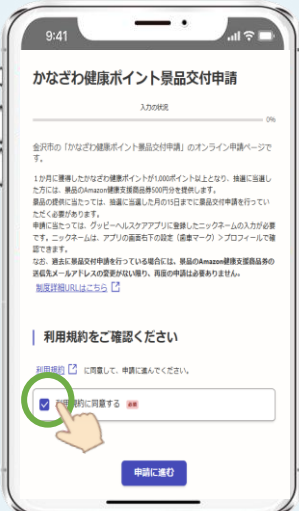 9:41
かなざわ健康ポイント景品交付申請
入力の状況
0%
金沢市の「かなざわ健康ポイント景品交付申請」のオンライン申請ページで
す。
1か月に獲得したかなざわ健康ポイントが1,000ポイント以上となり、抽選に当選し
た方には、景品のAmazon健康支援商品券500円分を提供します。
景品の提供に当たっては、抽選に当選した月の15日までに景品交付申請を行ってい
ただく必要があります。
申請に当たっては、グッピーヘルスケアアプリに登録したニックネームの入力が必要
です。ニックネームは、アプリの画面右下の設定（歯車マーク）＞プロフィールで確
認できます。
なお、過去に景品交付申請を行っている場合には、景品のAmazon健康支援商品券の
送信先メールアドレスの変更がない限り、再度の申請は必要ありません。
制度詳細URLはこちら
利用規約をご確認ください
利用規約 に同意して、申請に進んでください。
利用規約に同意する 必須
申請に進む